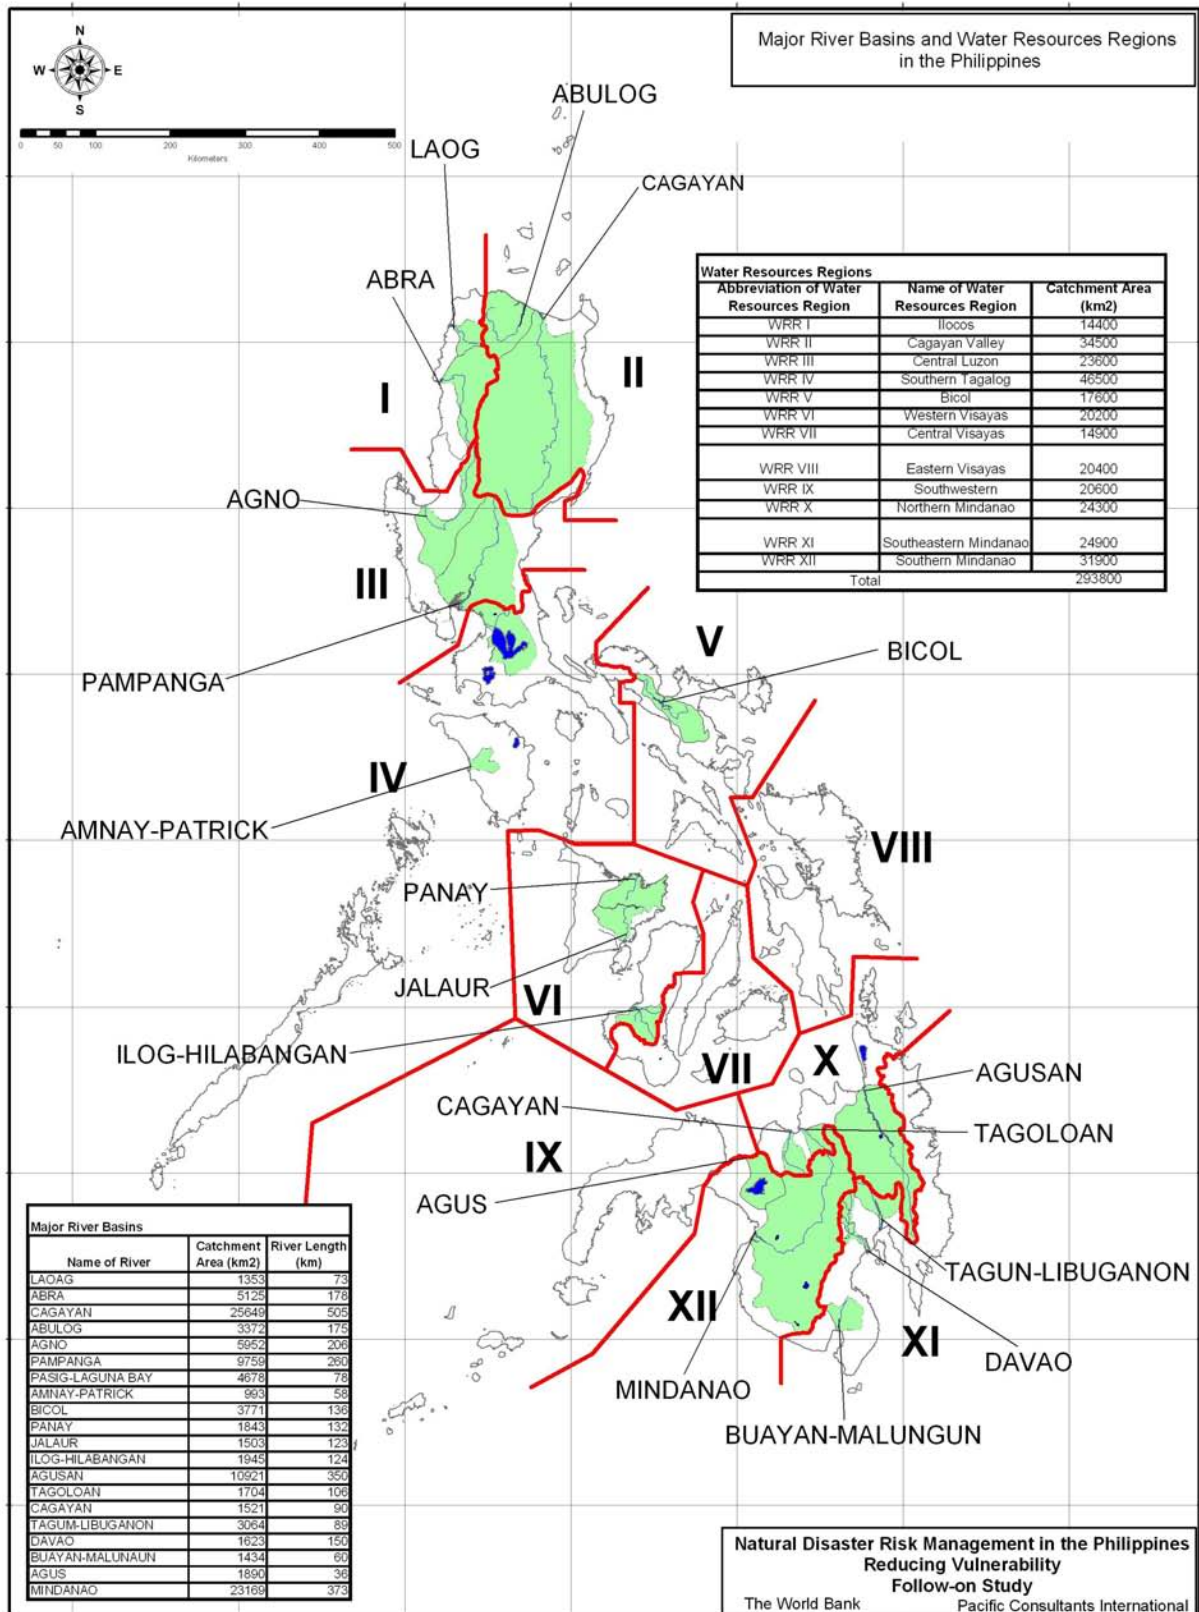 Major River Basins and Water Resources Regions
in the Philippines
N
W E
S
0 50 100 200 300 400 500
Kilometers
ABULOG
LAOG
CAGAYAN
ABRA
I
II
AGNO
III
PAMPANGA
V
BICOL
IV
AMNAY-PATRICK
VIII
PANAY
JALAUR
VI
ILOG-HILABANGAN
VII
X
AGUSAN
CAGAYAN
TAGOLOAN
IX
AGUS
TAGUN-LIBUGANON
XII
XI
DAVAO
MINDANAO
BUAYAN-MALUNGUN
Water Resources Regions
Abbreviation of Water Resources Region Name of Water Resources Region Catchment Area (km2)
WRR I Ilocos 14400
WRR II Cagayan Valley 34500
WRR III Central Luzon 23600
WRR IV Southern Tagalog 46500
WRR V Bicol 17600
WRR VI Western Visayas 20200
WRR VII Central Visayas 14900
WRR VIII Eastern Visayas 20400
WRR IX Southwestern 20600
WRR X Northern Mindanao 24300
WRR XI Southeastern Mindanao 24900
WRR XII Southern Mindanao 31900
Total 293800
Major River Basins
Name of River Catchment Area (km2) River Length (km)
LAOAG 1353 73
ABRA 5125 178
CAGAYAN 25649 505
ABULOG 3372 175
AGNO 5952 206
PAMPANGA 9759 260
PASIG-LAGUNA BAY 4678 78
AMNAY-PATRICK 993 58
BICOL 3771 136
PANAY 1843 132
JALAUR 1503 123
ILOG-HILABANGAN 1945 124
AGUSAN 10921 350
TAGOLOAN 1704 106
CAGAYAN 1521 90
TAGUM-LIBUGANON 3064 89
DAVAO 1623 150
BUAYAN-MALUNAUN 1434 60
AGUS 1890 36
MINDANAO 23169 373
Natural Disaster Risk Management in the Philippines
Reducing Vulnerability
Follow-on Study
The World Bank Pacific Consultants International